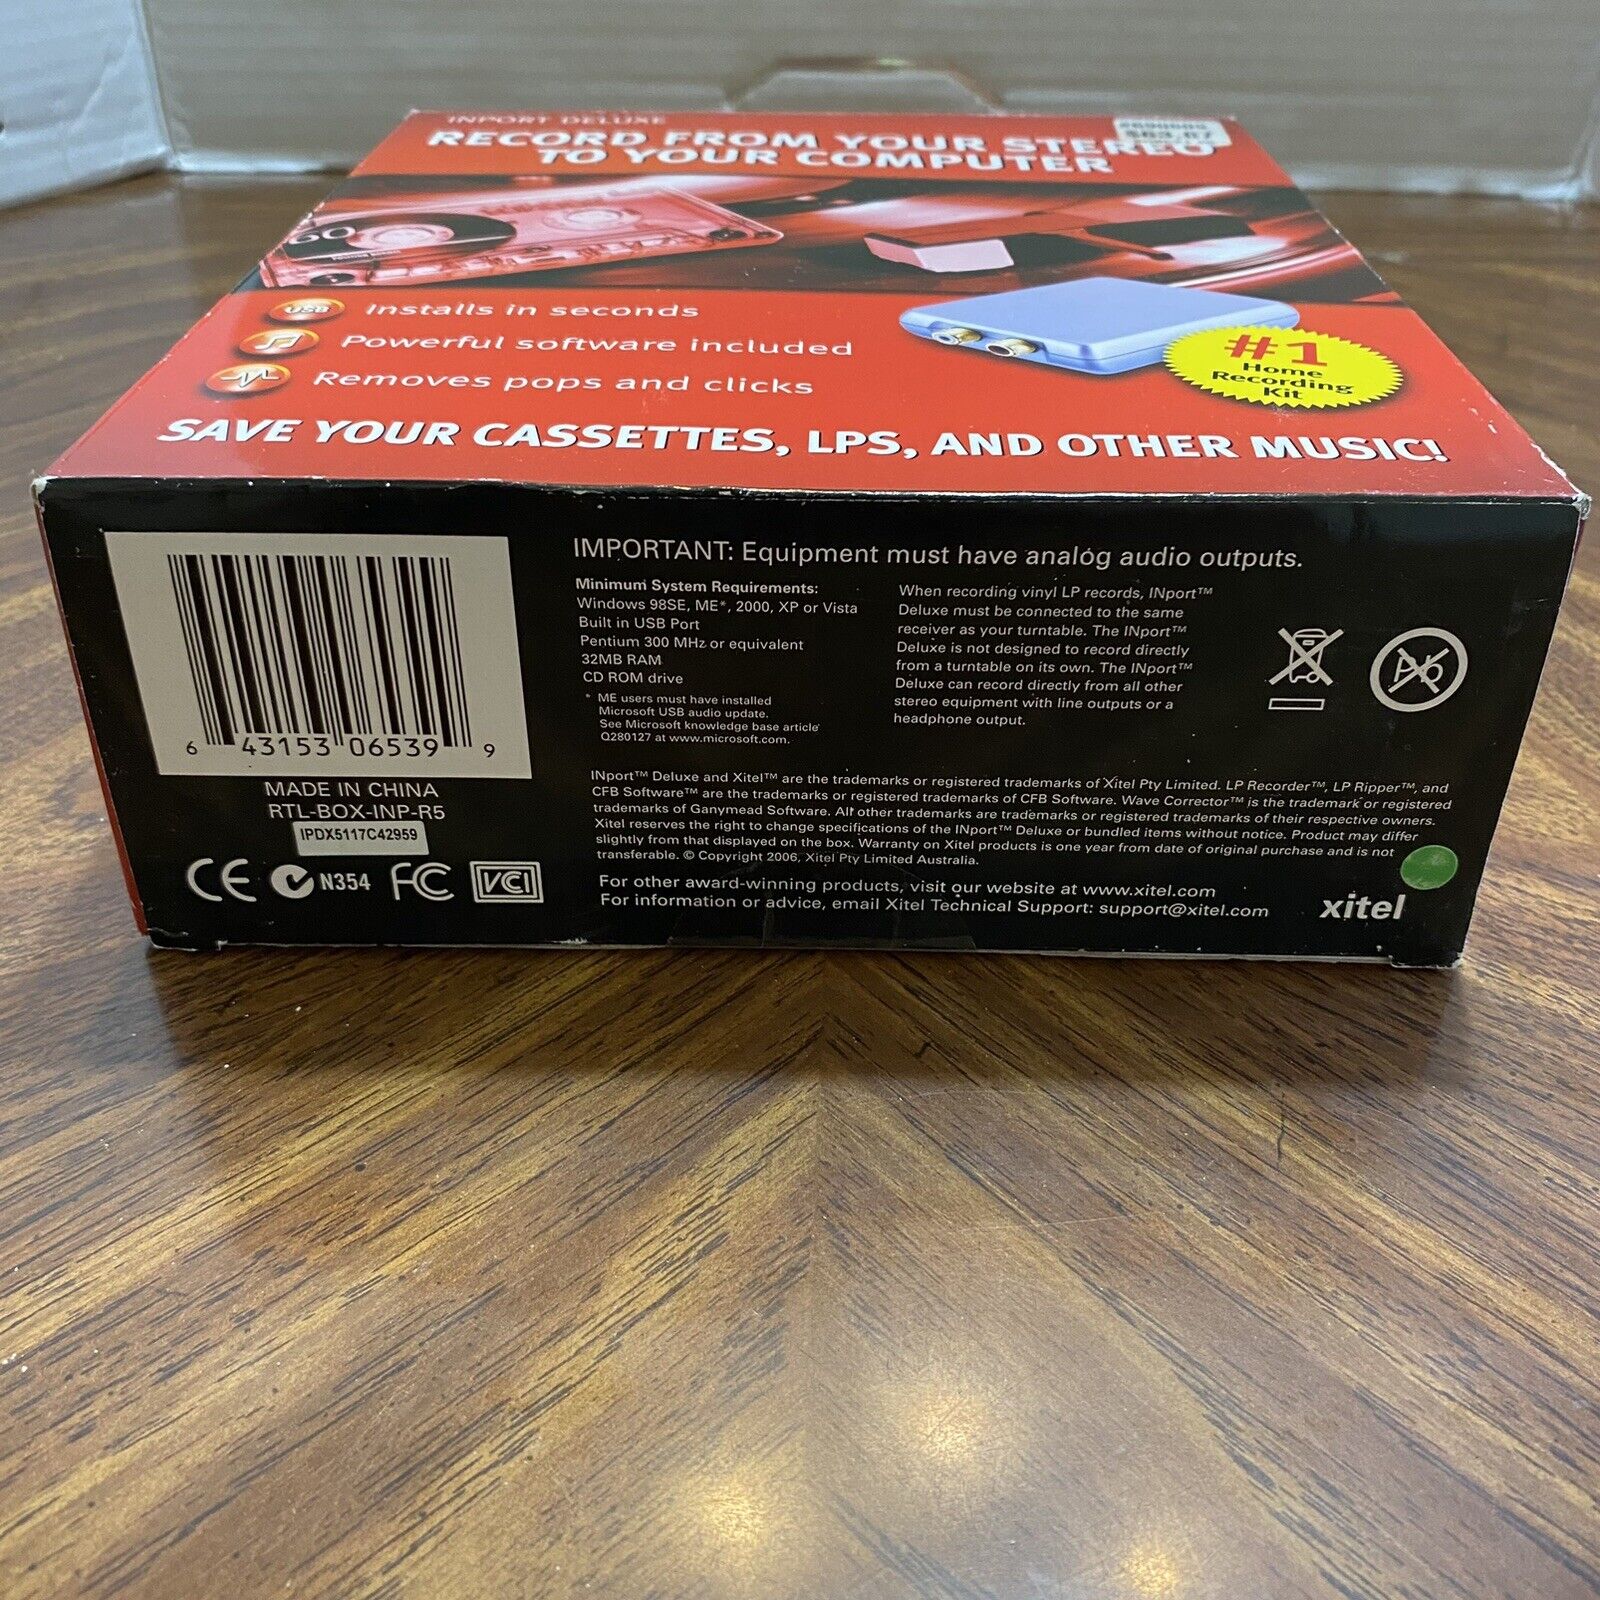 INPORT DELUXE
RECORD FROM YOUR STEREO
TO YOUR COMPUTER
$63.87
60
USB Installs in seconds
Powerful software included
Removes pops and clicks
#1
Home
Recording
Kit
SAVE YOUR CASSETTES, LPS, AND OTHER MUSIC!
6 43153 06539 9
MADE IN CHINA
RTL-BOX-INP-R5
IPDX5117C42959
CE N354 FC VCI
IMPORTANT: Equipment must have analog audio outputs.
Minimum System Requirements:
Windows 98SE, ME*, 2000, XP or Vista
Built in USB Port
Pentium 300 MHz or equivalent
32MB RAM
CD ROM drive
* ME users must have installed
Microsoft USB audio update.
See Microsoft knowledge base article
Q280127 at www.microsoft.com.
When recording vinyl LP records, INport™
Deluxe must be connected to the same
receiver as your turntable. The INport™
Deluxe is not designed to record directly
from a turntable on its own. The INport™
Deluxe can record directly from all other
stereo equipment with line outputs or a
headphone output.
Pb
INport™ Deluxe and Xitel™ are the trademarks or registered trademarks of Xitel Pty Limited. LP Recorder™, LP Ripper™, and
CFB Software™ are the trademarks or registered trademarks of CFB Software. Wave Corrector™ is the trademark or registered
trademarks of Ganymead Software. All other trademarks are trademarks or registered trademarks of their respective owners.
Xitel reserves the right to change specifications of the INport™ Deluxe or bundled items without notice. Product may differ
slightly from that displayed on the box. Warranty on Xitel products is one year from date of original purchase and is not
transferable. © Copyright 2006, Xitel Pty Limited Australia.
For other award-winning products, visit our website at www.xitel.com
For information or advice, email Xitel Technical Support: support@xitel.com
xitel